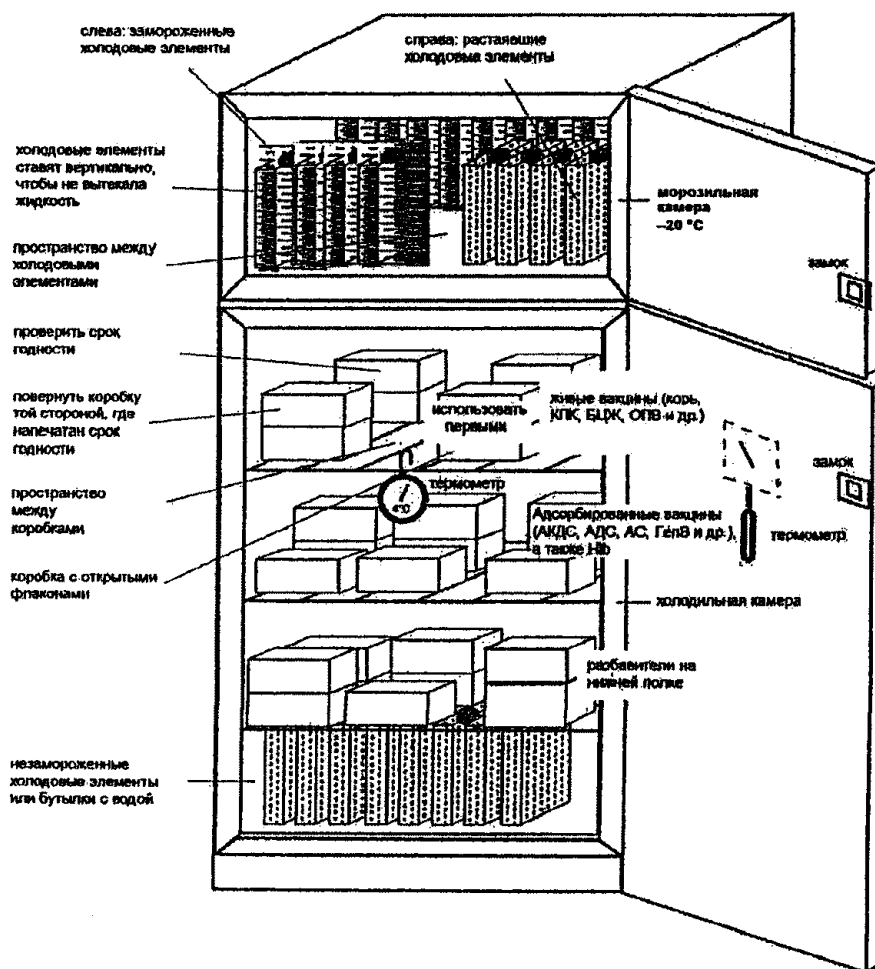 слева: замороженные
холодовые элементы
справа: растаявшие
холодовые элементы
холодовые элементы
ставят вертикально,
чтобы не вытекала
жидкость
морозильная
камера
–20 °C
пространство между
холодовыми
элементами
замок
проверить срок
годности
повернуть коробку
той стороной, где
напечатан срок
годности
использовать
первыми
живые вакцины (корь,
КПК, БЦЖ, ОПВ и др.)
замок
пространство
между
коробками
термометр
4°C
Адсорбированные вакцины
(АКДС, АДС, АС, ГепВ и др.),
а также Hib
термометр
коробка с открытыми
флаконами
холодильная камера
разбавители на
нижней полке
незамороженные
холодовые элементы
или бутылки с водой